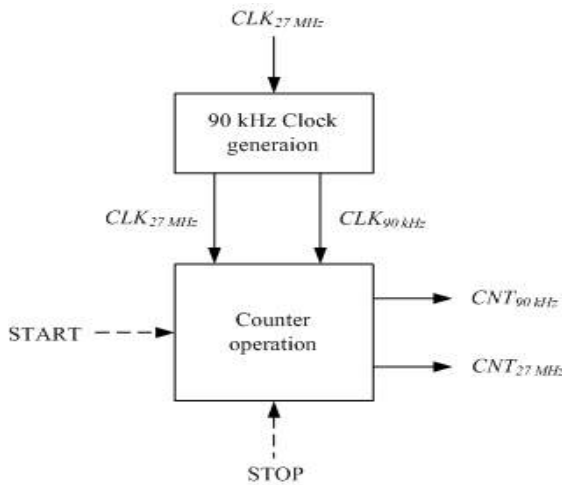 CLK27 MHz
90 kHz Clock
generaion
CLK27 MHz
CLK90 kHz
CNT90 kHz
START
Counter
operation
CNT27 MHz
STOP